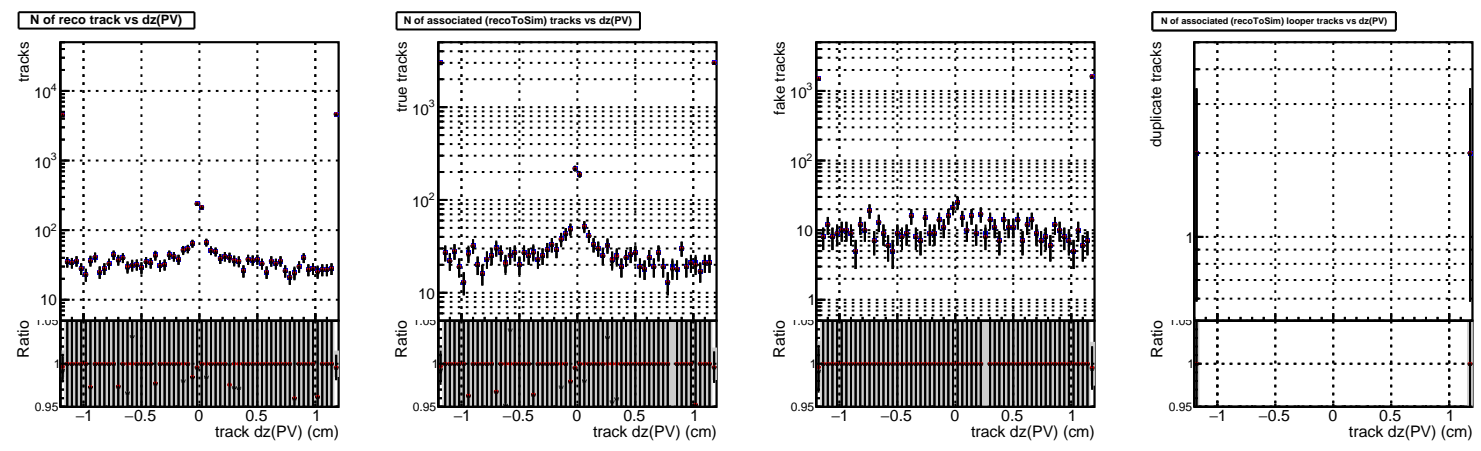 N of reco track vs dz(PV)
tracks
10⁴
10³
10²
10
1.05
Ratio
1
0.95
−1 −0.5 0 0.5 1
track dz(PV) (cm)
N of associated (recoToSim) tracks vs dz(PV)
true tracks
10³
10²
10
1.05
Ratio
1
0.95
−1 −0.5 0 0.5 1
track dz(PV) (cm)
fake tracks
10³
10²
10
1
1.05
Ratio
1
0.95
−1 −0.5 0 0.5 1
track dz(PV) (cm)
N of associated (recoToSim) looper tracks vs dz(PV)
duplicate tracks
1
1.05
Ratio
1
0.95
−1 −0.5 0 0.5 1
track dz(PV) (cm)